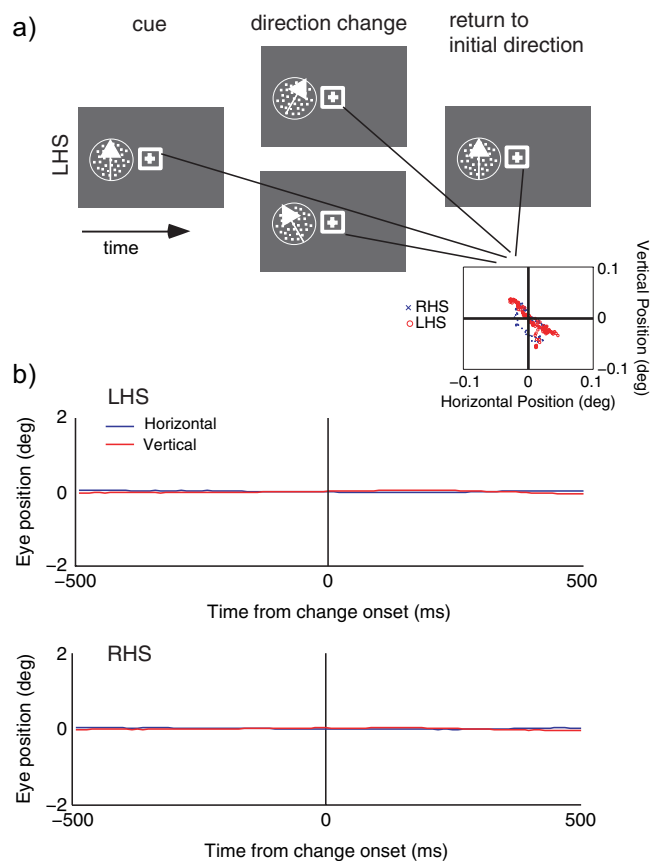 a)
cue
direction change
return to
initial direction
LHS
time
RHS
LHS
0.1
0
-0.1
Vertical Position (deg)
-0.1
0
0.1
Horizontal Position (deg)
b)
LHS
Horizontal
Vertical
2
0
-2
Eye position (deg)
-500
0
500
Time from change onset (ms)
RHS
2
0
-2
Eye position (deg)
-500
0
500
Time from change onset (ms)